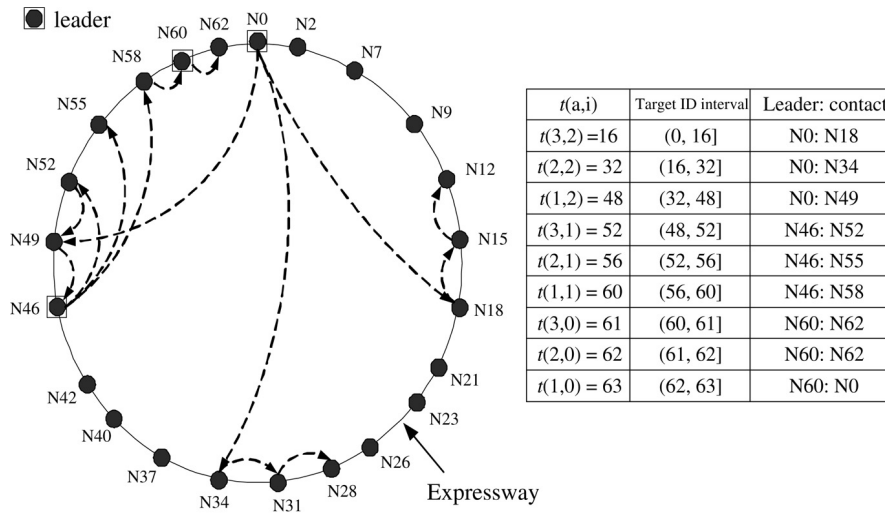 leader
N0
N2
N7
N9
N12
N15
N18
N21
N23
N26
N28
N31
N34
N37
N40
N42
N46
N49
N52
N55
N58
N60
N62
Expressway
t(a,i) Target ID interval Leader: contact
t(3,2) =16 (0, 16] N0: N18
t(2,2) = 32 (16, 32] N0: N34
t(1,2) = 48 (32, 48] N0: N49
t(3,1) = 52 (48, 52] N46: N52
t(2,1) = 56 (52, 56] N46: N55
t(1,1) = 60 (56, 60] N46: N58
t(3,0) = 61 (60, 61] N60: N62
t(2,0) = 62 (61, 62] N60: N62
t(1,0) = 63 (62, 63] N60: N0